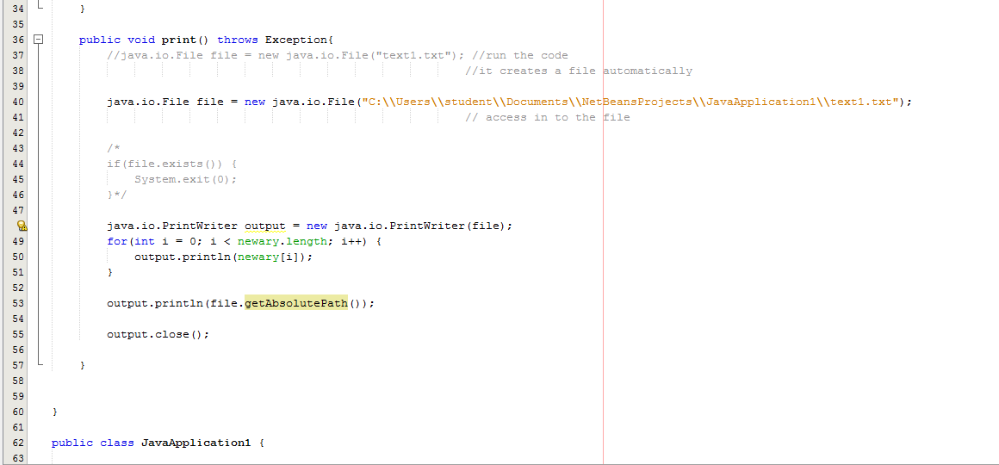 34 }
35
36 public void print() throws Exception{
37 //java.io.File file = new java.io.File("text1.txt"); //run the code
38 //it creates a file automatically
39
40 java.io.File file = new java.io.File("C:\\Users\\student\\Documents\\NetBeansProjects\\JavaApplication1\\text1.txt");
41 // access in to the file
42
43 /*
44 if(file.exists()) {
45 System.exit(0);
46 }*/
47
java.io.PrintWriter output = new java.io.PrintWriter(file);
49 for(int i = 0; i < newary.length; i++) {
50 output.println(newary[i]);
51 }
52
53 output.println(file.getAbsolutePath());
54
55 output.close();
56
57 }
58
59
60 }
61
62 public class JavaApplication1 {
63